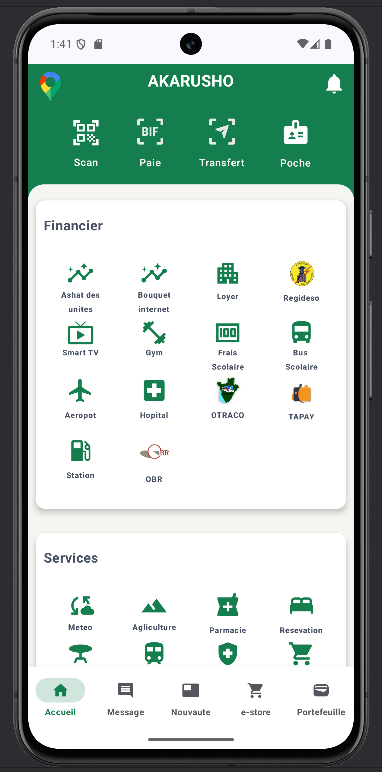 1:41
AKARUSHO
BIF
Scan Paie Transfert Poche
Financier
Ashat des unites
Bouquet internet
Loyer
Regideso
Smart TV
Gym
100
Frais Scolaire
Bus Scolaire
Aeropot
Hopital
OTRACO
TAPAY
Station
OBR
OBR
Services
Meteo
Agliculture
Parmacie
Resevation
Accueil Message Nouvaute e-store Portefeuille